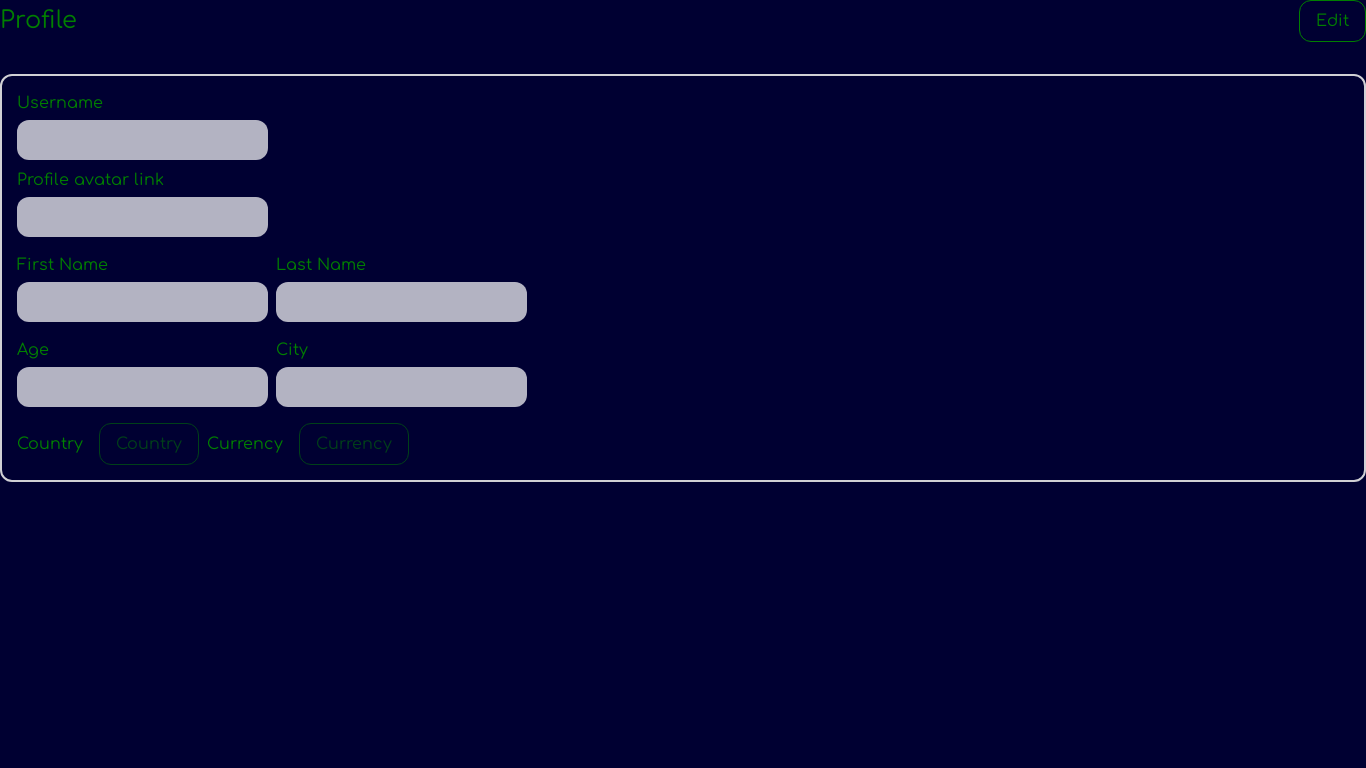 Profile
Edit
Username
Profile avatar link
First Name Last Name
Age City
Country Country Currency Currency